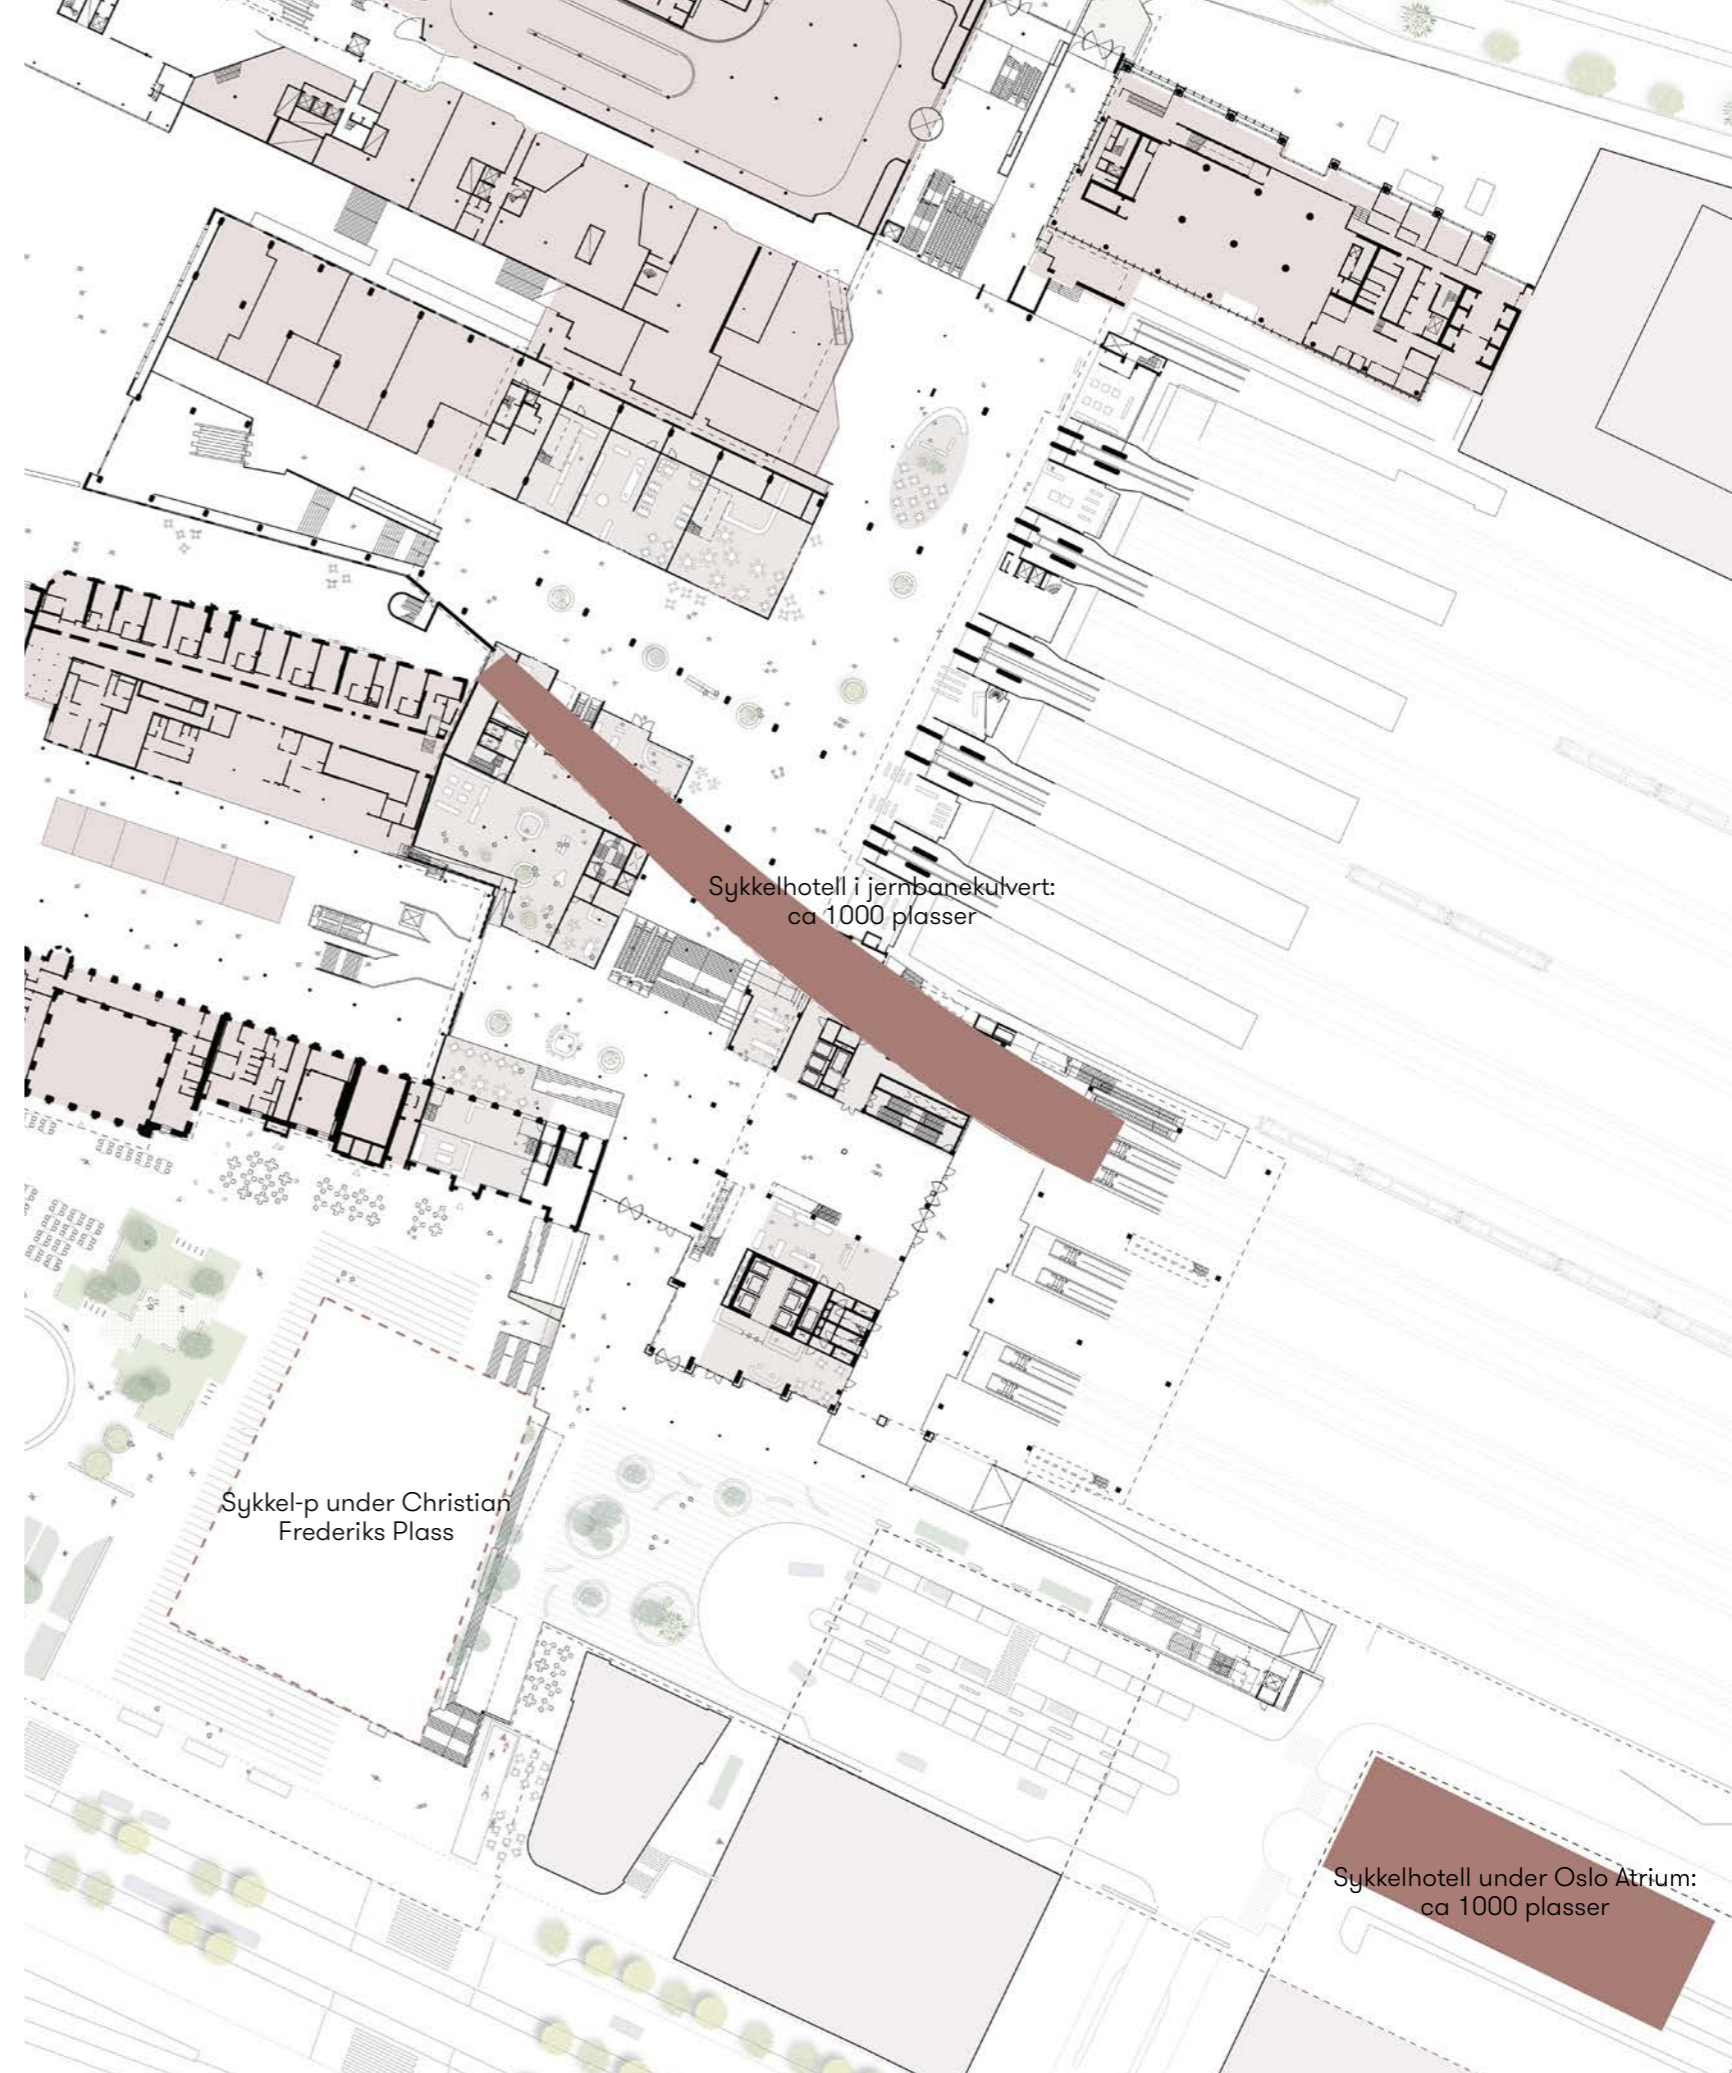 Sykkelhotell i jernbanekulvert:
ca 1000 plasser
Sykkel-p under Christian
Frederiks Plass
Sykkelhotell under Oslo Atrium:
ca 1000 plasser